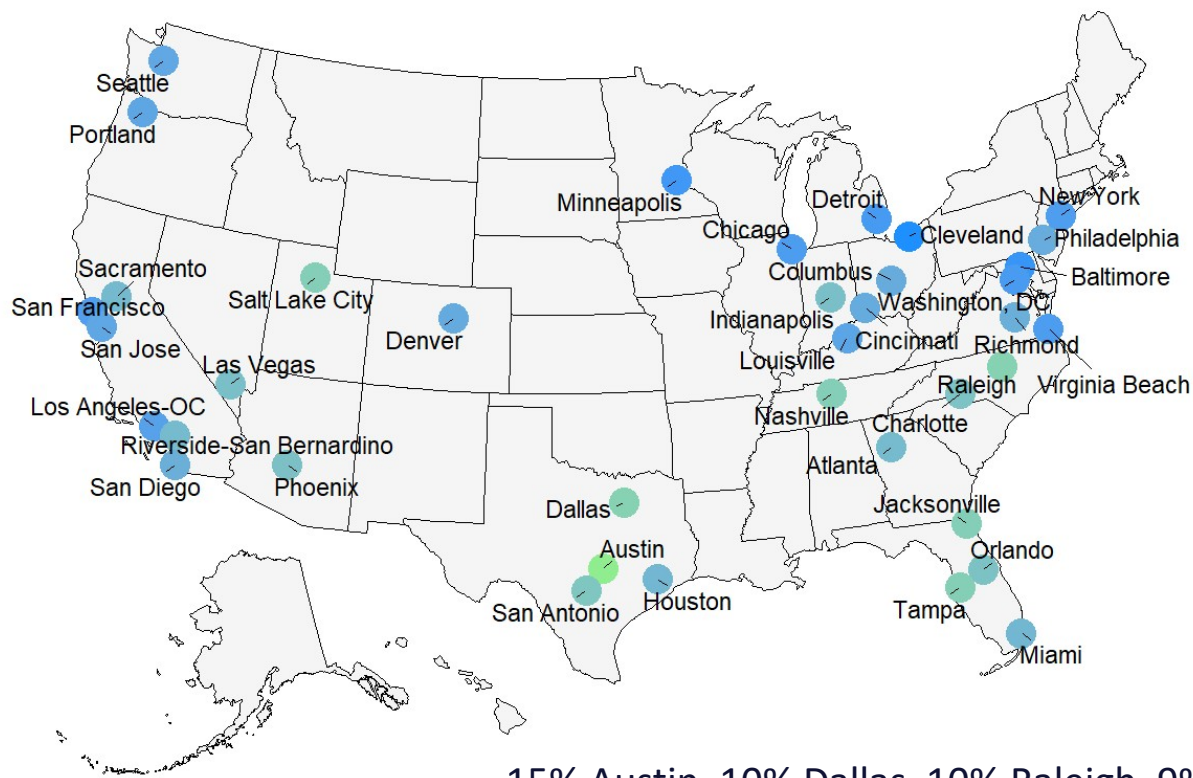 Seattle
Portland
Minneapolis
Detroit
New York
Chicago
Cleveland
Philadelphia
Sacramento
Columbus
Baltimore
San Francisco
Salt Lake City
Washington, DC
Indianapolis
Denver
Cincinnati
Richmond
San Jose
Louisville
Las Vegas
Raleigh
Virginia Beach
Los Angeles-OC
Nashville
Charlotte
Riverside-San Bernardino
Atlanta
San Diego
Phoenix
Dallas
Jacksonville
Austin
Orlando
San Antonio
Houston
Tampa
Miami
15% Austin, 10% Dallas, 10% Raleigh, 9%